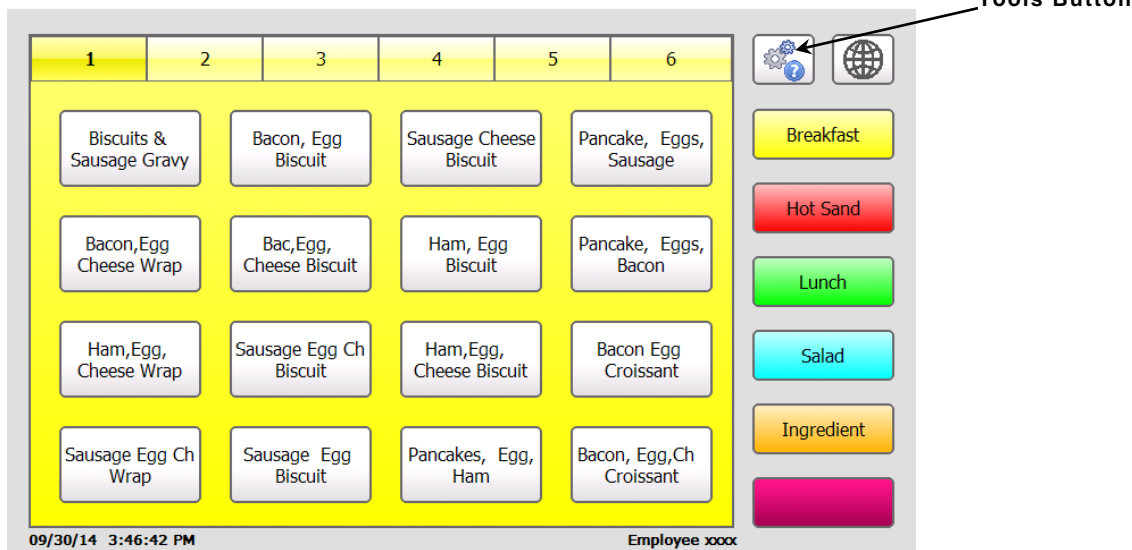 Tools Button
1 2 3 4 5 6
?
Biscuits &
Sausage Gravy
Bacon, Egg
Biscuit
Sausage Cheese
Biscuit
Pancake, Eggs,
Sausage
Breakfast
Hot Sand
Bacon,Egg
Cheese Wrap
Bac,Egg,
Cheese Biscuit
Ham, Egg
Biscuit
Pancake, Eggs,
Bacon
Lunch
Ham,Egg,
Cheese Wrap
Sausage Egg Ch
Biscuit
Ham,Egg,
Cheese Biscuit
Bacon Egg
Croissant
Salad
Ingredient
Sausage Egg Ch
Wrap
Sausage Egg
Biscuit
Pancakes, Egg,
Ham
Bacon, Egg,Ch
Croissant
09/30/14 3:46:42 PM
Employee xxxx